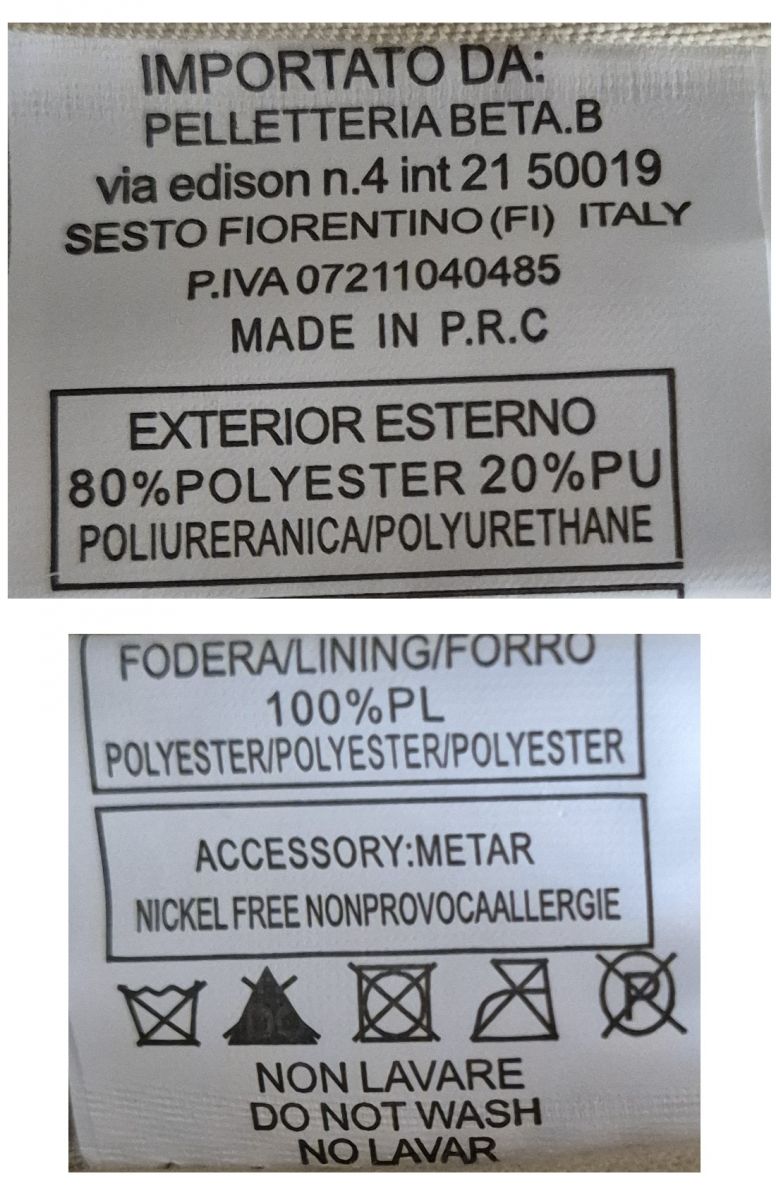 IMPORTATO DA:
PELLETTERIA BETA.B
via edison n.4 int 21 50019
SESTO FIORENTINO (FI) ITALY
P.IVA 07211040485
MADE IN P.R.C
EXTERIOR ESTERNO
80%POLYESTER 20%PU
POLIURERANICA/POLYURETHANE
FODERA/LINING/FORRO
100%PL
POLYESTER/POLYESTER/POLYESTER
ACCESSORY:METAR
NICKEL FREE NONPROVOCAALLERGIE
P
NON LAVARE
DO NOT WASH
NO LAVAR